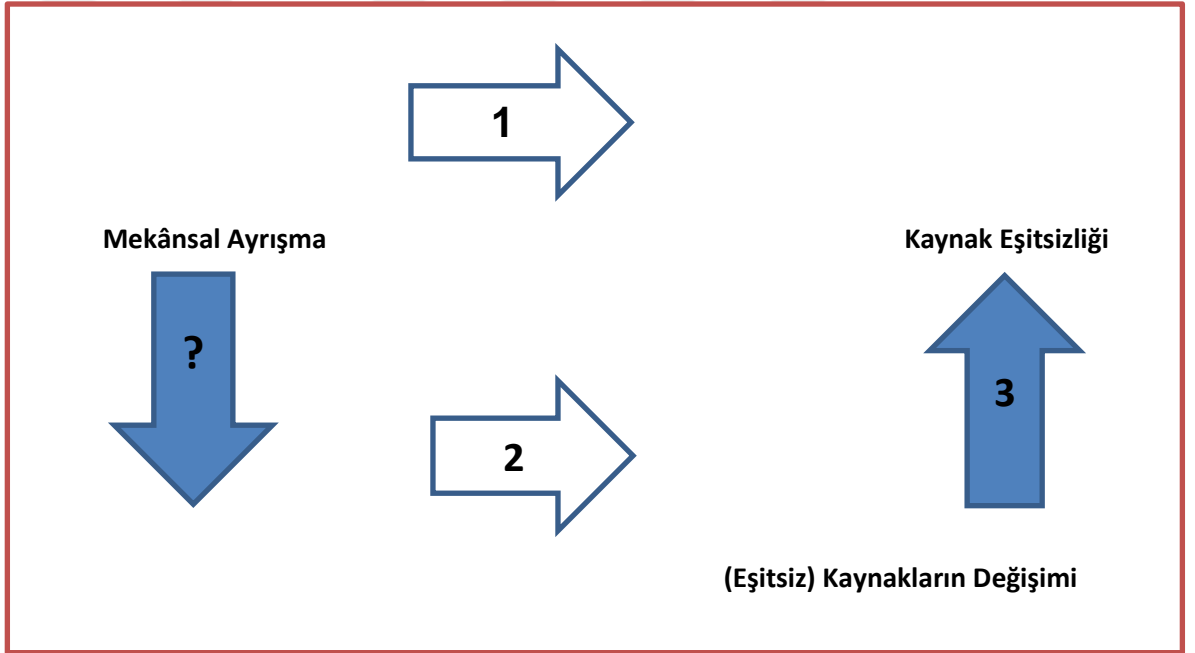 1
Mekânsal Ayrışma
Kaynak Eşitsizliği
?
3
2
(Eşitsiz) Kaynakların Değişimi